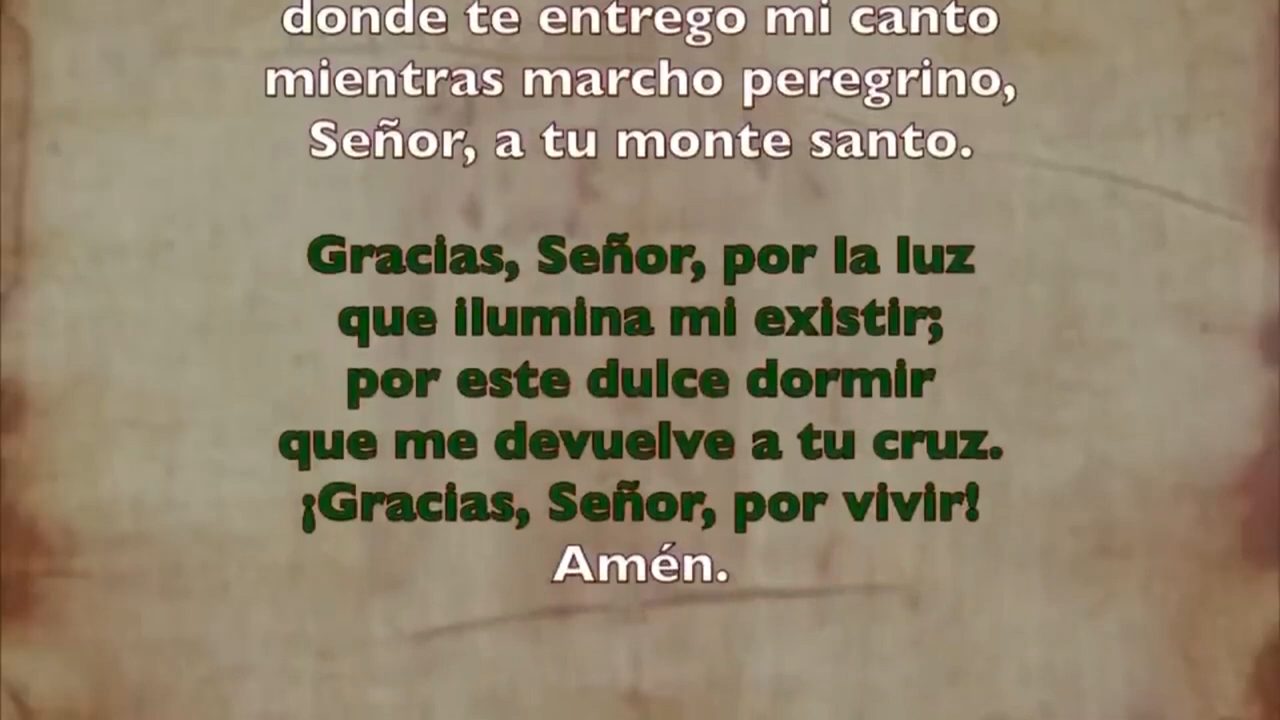 donde te entrego mi canto
mientras marcho peregrino,
Señor, a tu monte santo.
Gracias, Señor, por la luz
que ilumina mi existir;
por este dulce dormir
que me devuelve a tu cruz.
¡Gracias, Señor, por vivir!
Amén.